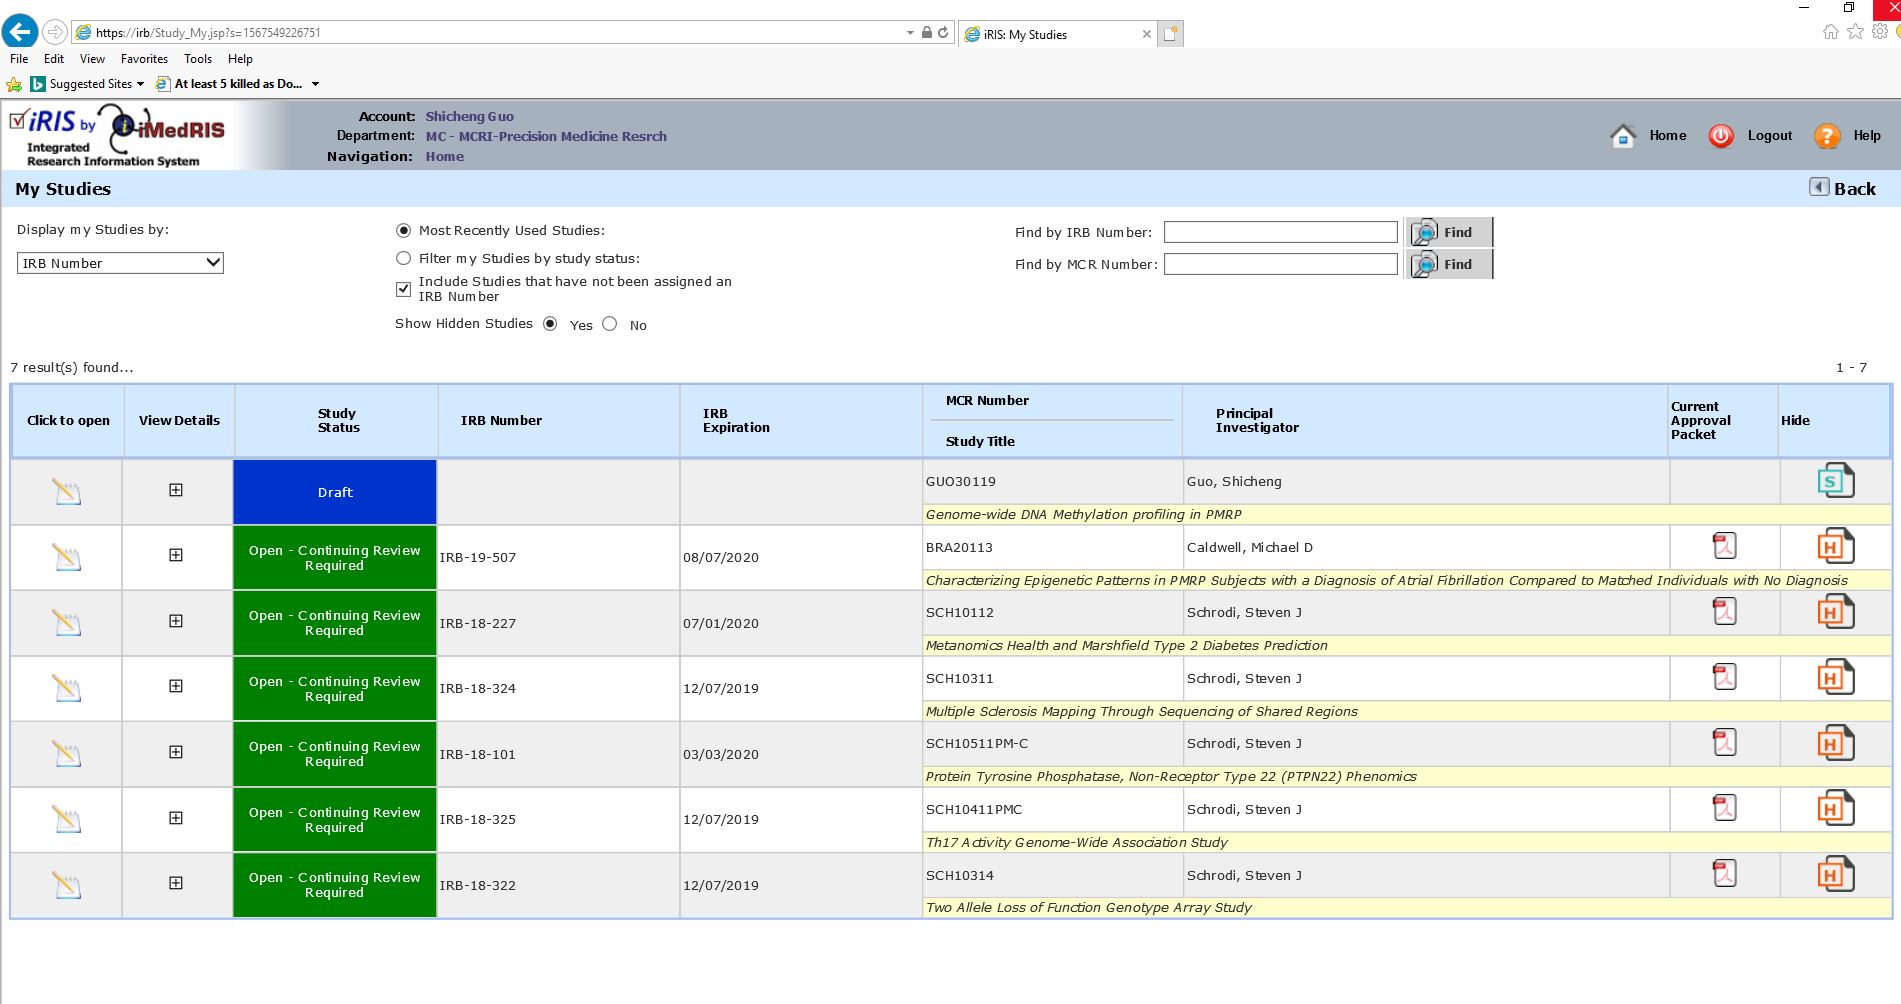 https://irb/Study_My.jsp?s=1567549226751
iRIS: My Studies
File Edit View Favorites Tools Help
Suggested Sites At least 5 killed as Do...
iRIS by iMedRIS
Integrated
Research Information System
Account: Shicheng Guo
Department: MC - MCRI-Precision Medicine Resrch
Navigation: Home
Home Logout Help
My Studies
Back
Display my Studies by:
IRB Number
Most Recently Used Studies:
Filter my Studies by study status:
Include Studies that have not been assigned an
IRB Number
Show Hidden Studies Yes No
Find by IRB Number: Find
Find by MCR Number: Find
7 result(s) found...
1 - 7
Click to open
View Details
Study
Status
IRB Number
IRB
Expiration
MCR Number
Study Title
Principal
Investigator
Current
Approval
Packet
Hide
Draft
GUO30119
Guo, Shicheng
S
Genome-wide DNA Methylation profiling in PMRP
Open - Continuing Review
Required
IRB-19-507
08/07/2020
BRA20113
Caldwell, Michael D
H
Characterizing Epigenetic Patterns in PMRP Subjects with a Diagnosis of Atrial Fibrillation Compared to Matched Individuals with No Diagnosis
Open - Continuing Review
Required
IRB-18-227
07/01/2020
SCH10112
Schrodi, Steven J
H
Metanomics Health and Marshfield Type 2 Diabetes Prediction
Open - Continuing Review
Required
IRB-18-324
12/07/2019
SCH10311
Schrodi, Steven J
H
Multiple Sclerosis Mapping Through Sequencing of Shared Regions
Open - Continuing Review
Required
IRB-18-101
03/03/2020
SCH10511PM-C
Schrodi, Steven J
H
Protein Tyrosine Phosphatase, Non-Receptor Type 22 (PTPN22) Phenomics
Open - Continuing Review
Required
IRB-18-325
12/07/2019
SCH10411PMC
Schrodi, Steven J
H
Th17 Activity Genome-Wide Association Study
Open - Continuing Review
Required
IRB-18-322
12/07/2019
SCH10314
Schrodi, Steven J
H
Two Allele Loss of Function Genotype Array Study